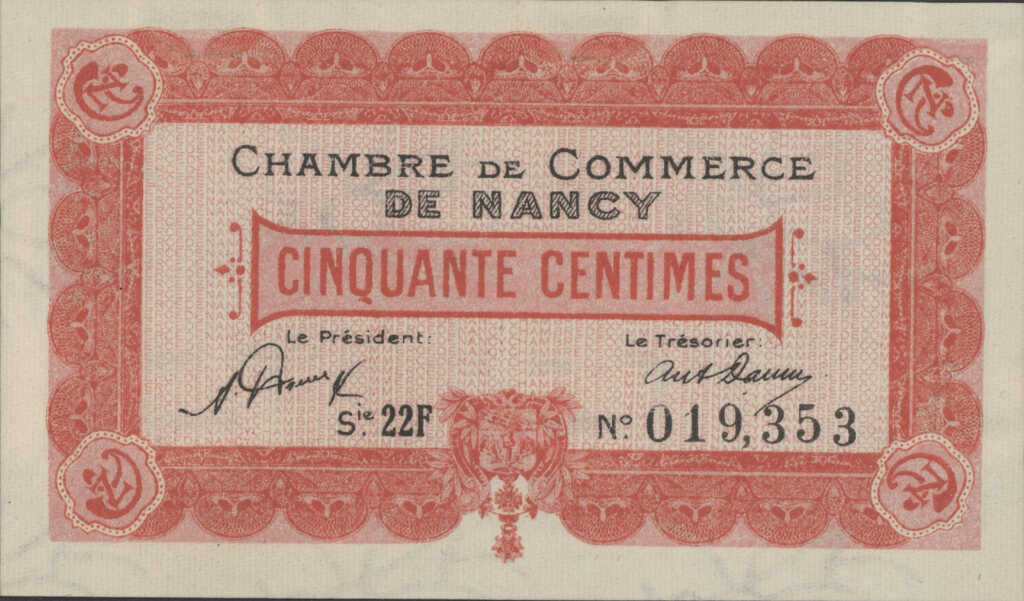 CHAMBRE DE COMMERCE
DE NANCY
CINQUANTE CENTIMES
Le Président: Le Trésorier:
Sie. 22F No. 019,353